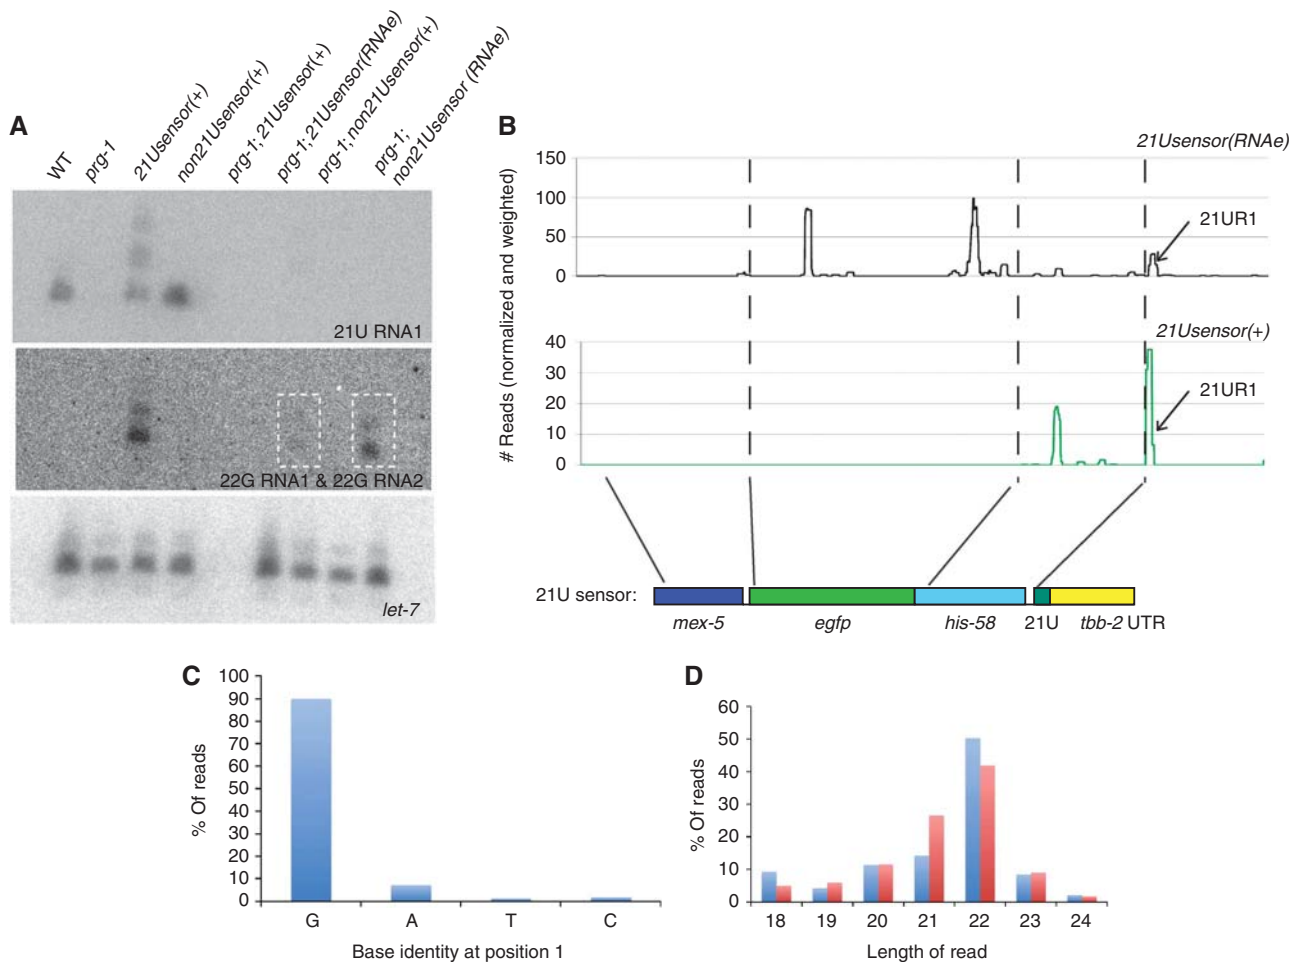 A
WT
prg-1
21Usensor(+)
non21Usensor(+)
prg-1; 21Usensor(+)
prg-1; 21Usensor(RNAe)
prg-1; non21Usensor(+)
prg-1;
non21Usensor (RNAe)
21U RNA1
22G RNA1 & 22G RNA2
let-7
B
21Usensor(RNAe)
150
100
50
0
21UR1
# Reads (normalized and weighted)
21Usensor(+)
40
30
20
10
0
21UR1
21U sensor:
mex-5
egfp
his-58
21U
tbb-2 UTR
C
100
90
80
70
60
50
40
30
20
10
0
% Of reads
G
A
T
C
Base identity at position 1
D
60
50
40
30
20
10
0
% Of reads
18
19
20
21
22
23
24
Length of read